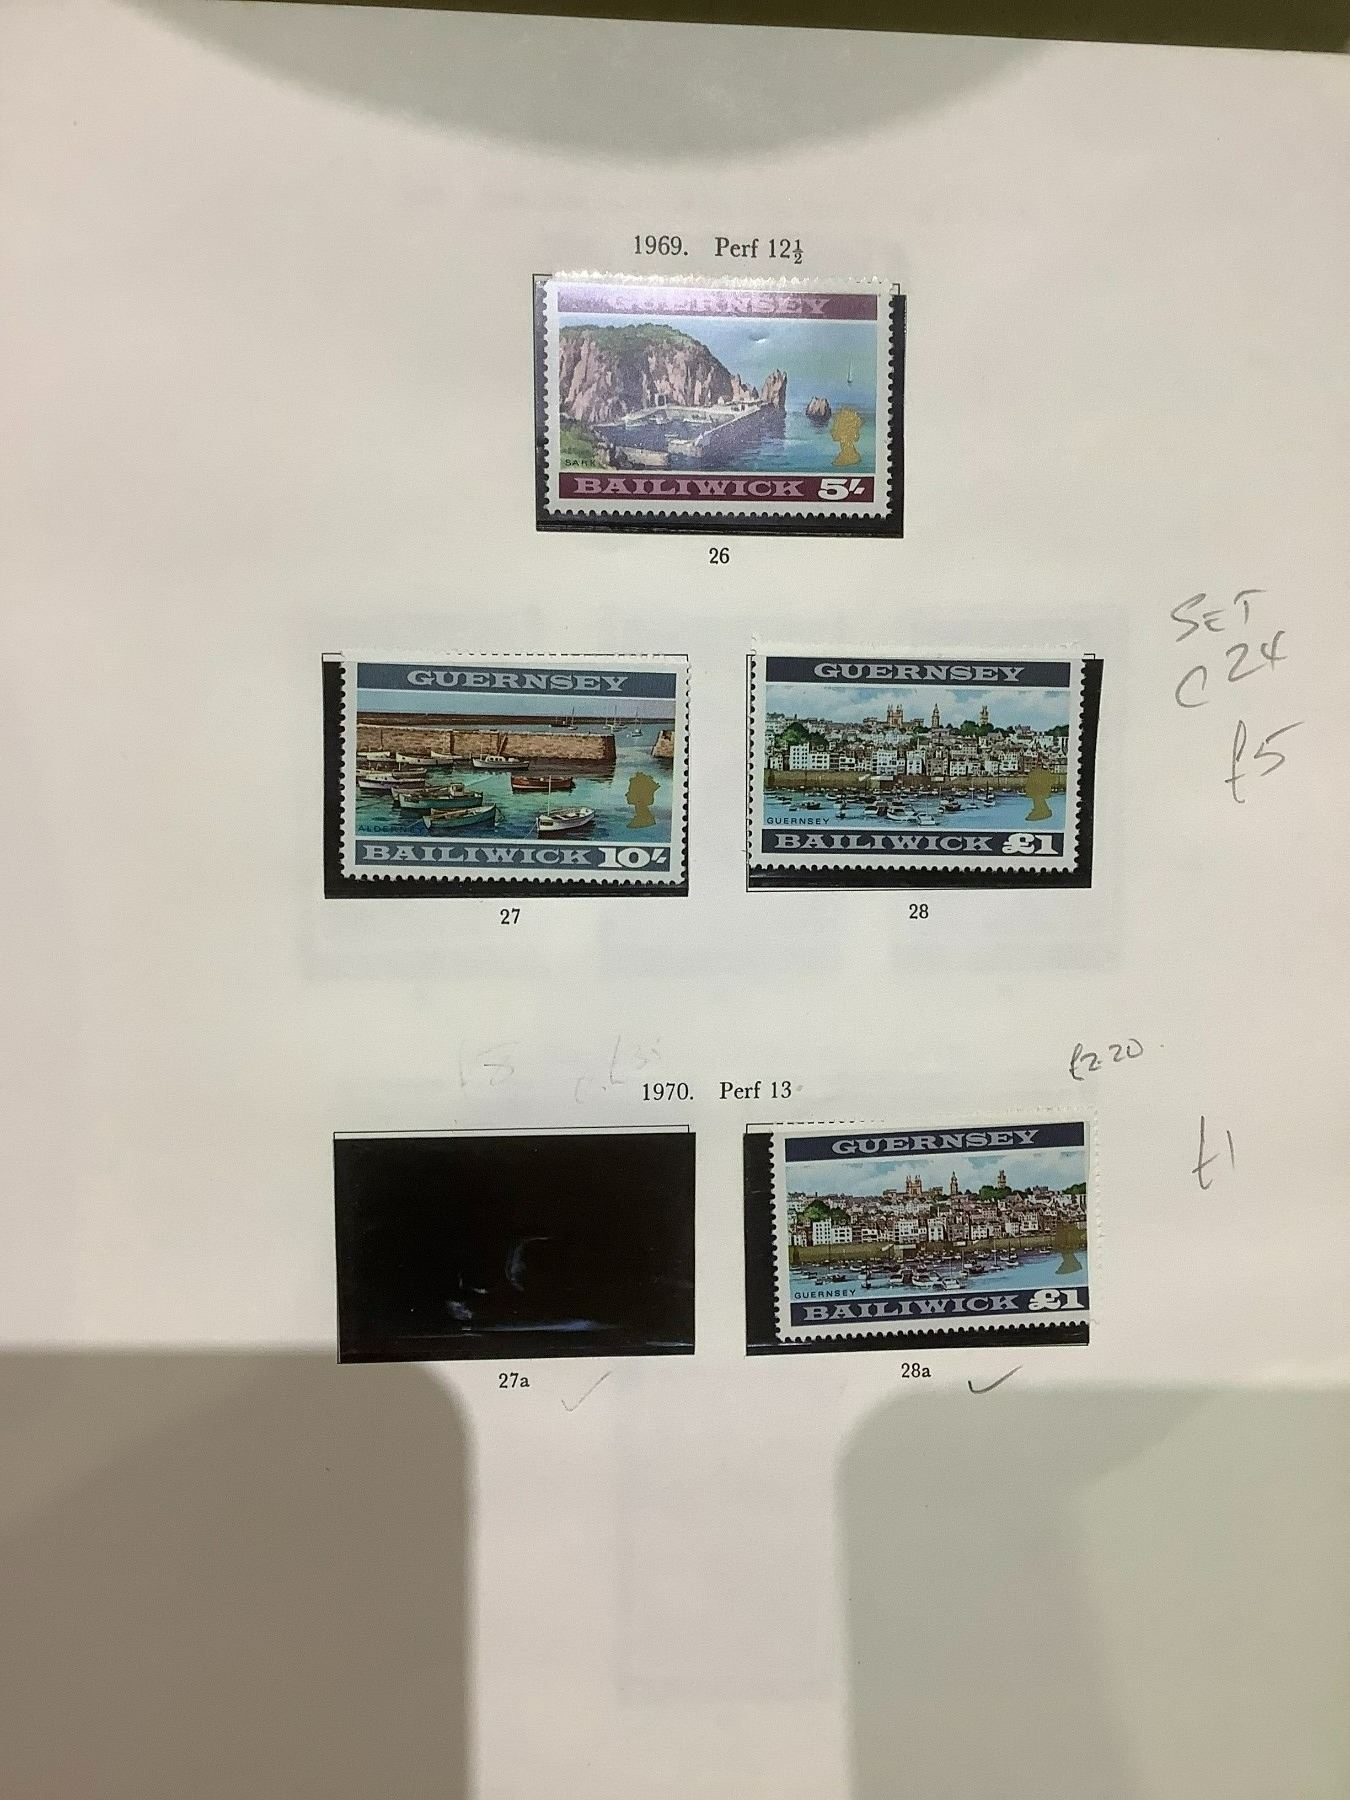 1969. Perf 12½
GUERNSEY
SARK
BAILIWICK 5/-
26
SET
C 24
£5
GUERNSEY
ALDERNEY
BAILIWICK 10/-
27
GUERNSEY
GUERNSEY
BAILIWICK £1
28
£2.20
1970. Perf 13
£1
27a
GUERNSEY
GUERNSEY
BAILIWICK £1
28a